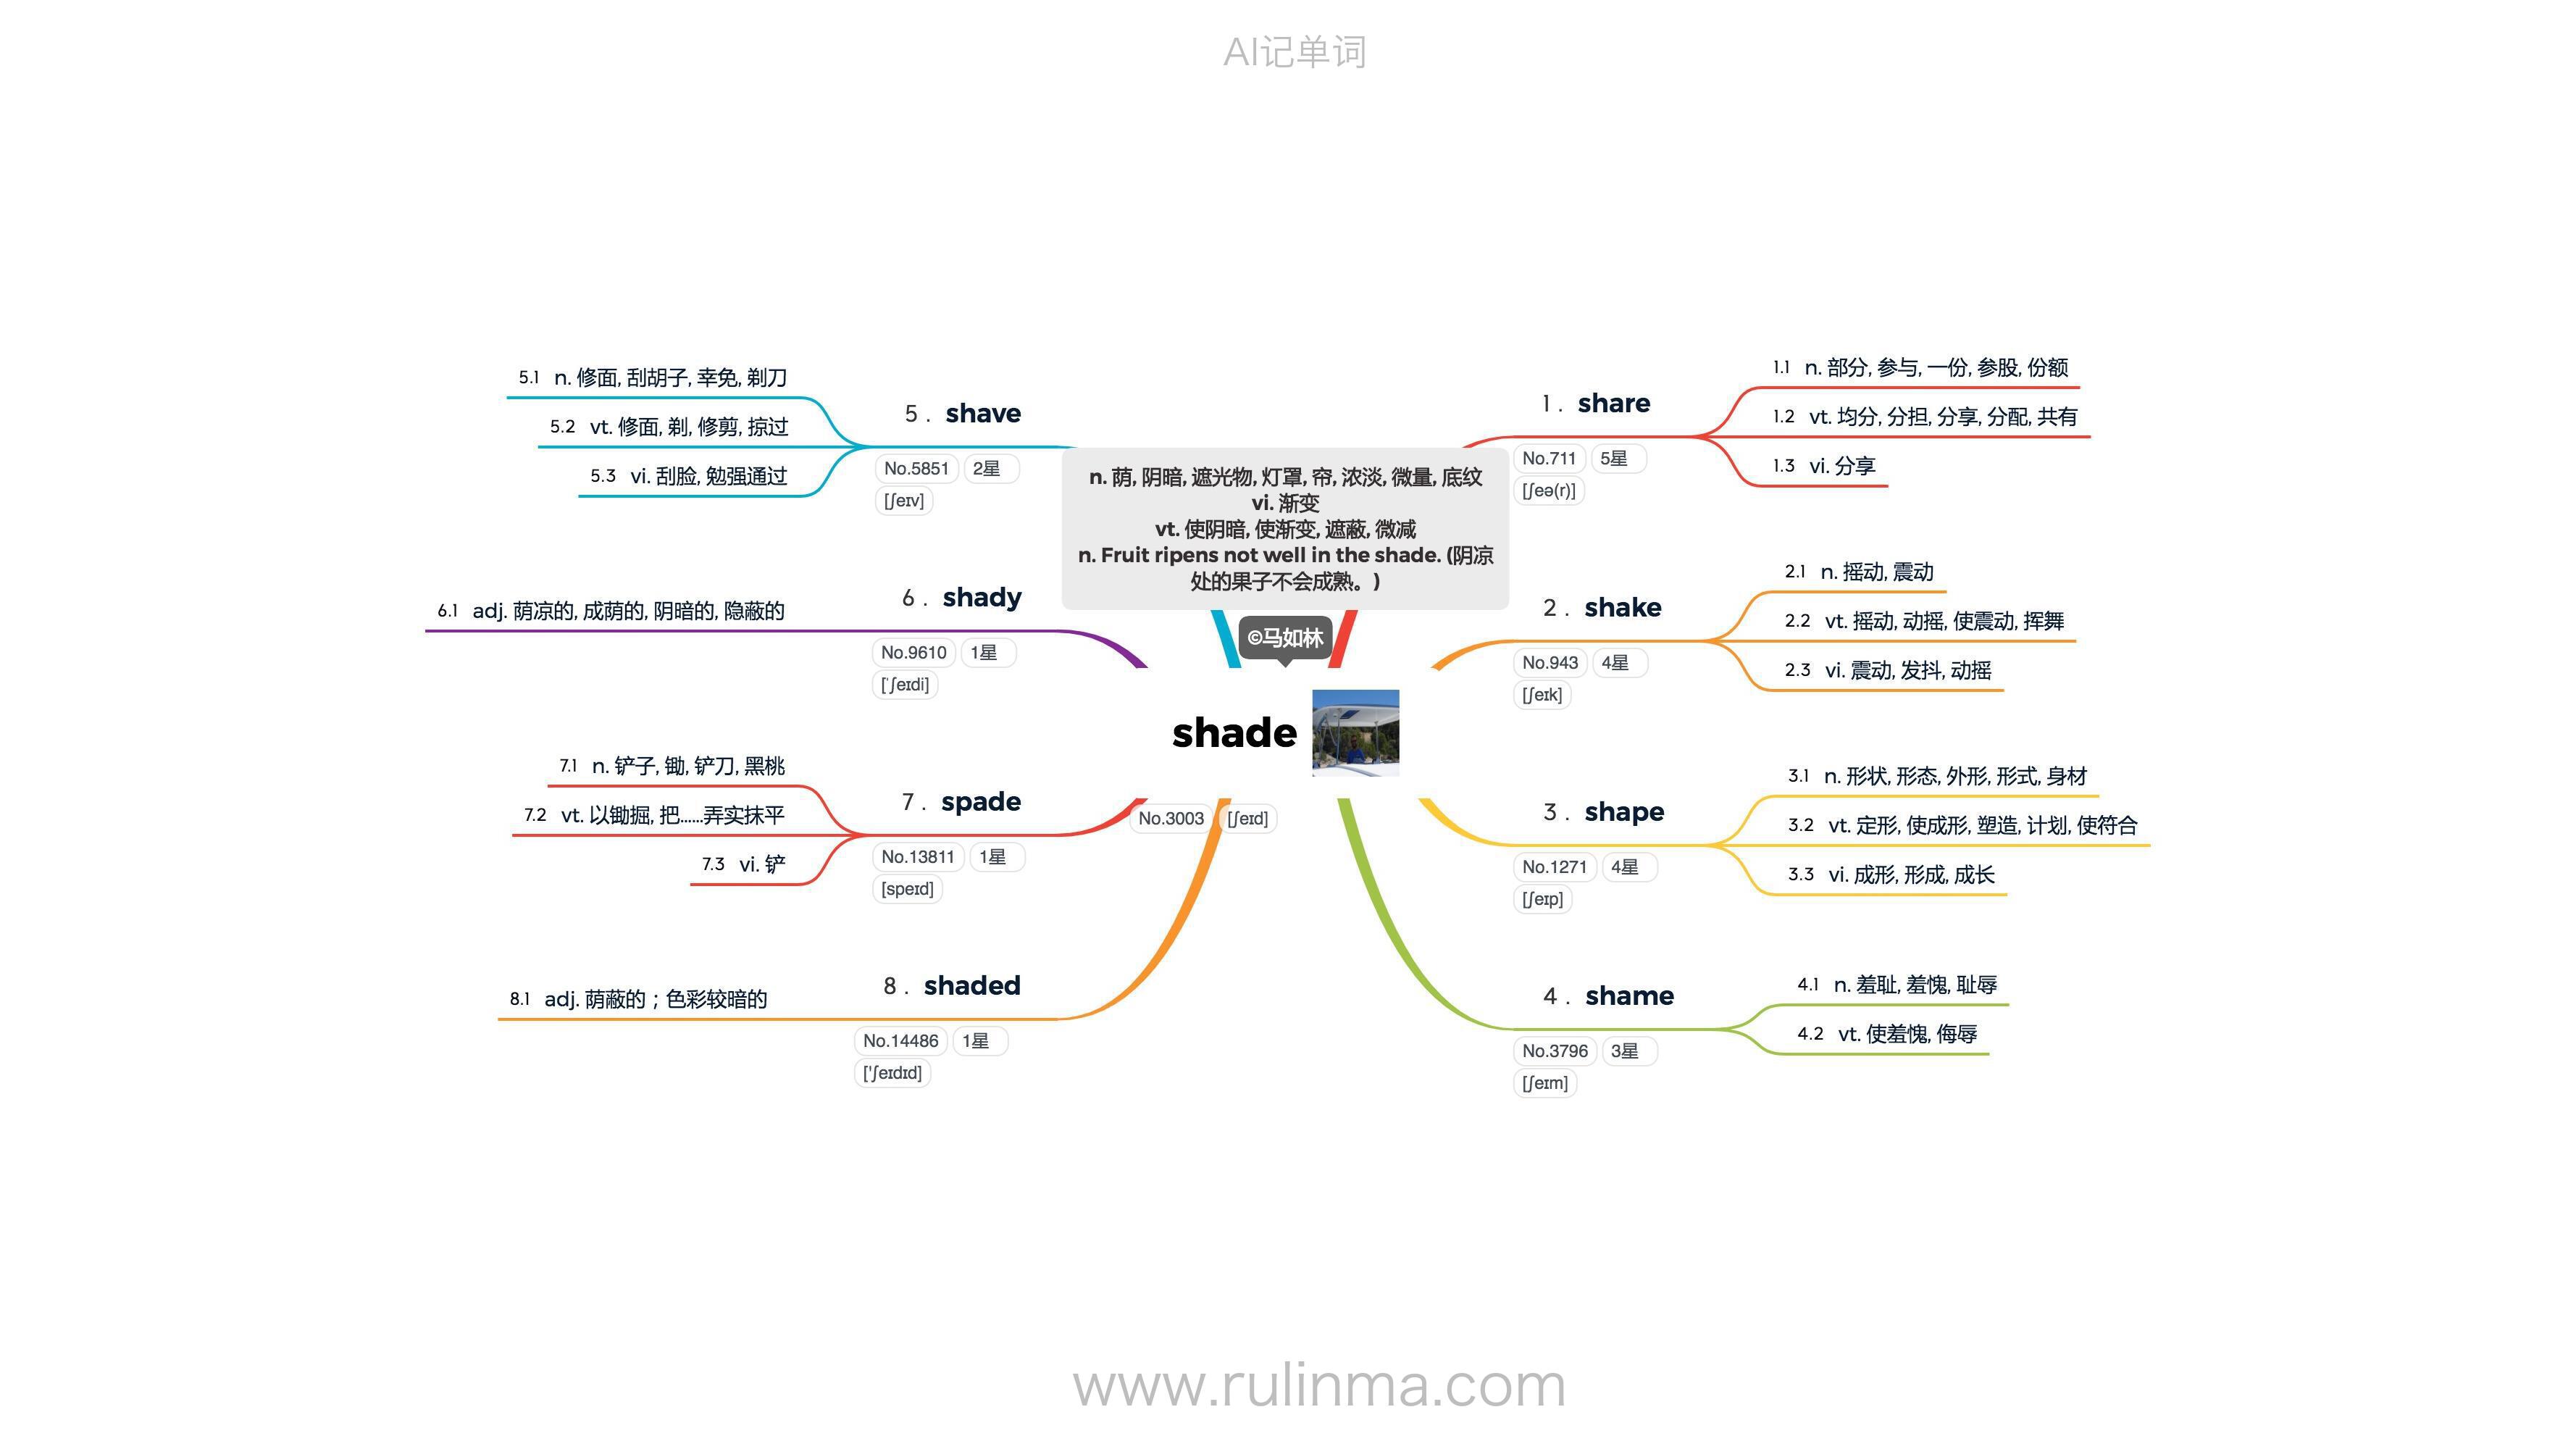 AI记单词
n. 荫, 阴暗, 遮光物, 灯罩, 帘, 浓淡, 微量, 底纹
vi. 渐变
vt. 使阴暗, 使渐变, 遮蔽, 微减
n. Fruit ripens not well in the shade. (阴凉
处的果子不会成熟。)
©马如林
shade
No.3003 [ʃeɪd]
1. share
No.711 5星
[ʃeə(r)]
1.1 n. 部分, 参与, 一份, 参股, 份额
1.2 vt. 均分, 分担, 分享, 分配, 共有
1.3 vi. 分享
2. shake
No.943 4星
[ʃeɪk]
2.1 n. 摇动, 震动
2.2 vt. 摇动, 动摇, 使震动, 挥舞
2.3 vi. 震动, 发抖, 动摇
3. shape
No.1271 4星
[ʃeɪp]
3.1 n. 形状, 形态, 外形, 形式, 身材
3.2 vt. 定形, 使成形, 塑造, 计划, 使符合
3.3 vi. 成形, 形成, 成长
4. shame
No.3796 3星
[ʃeɪm]
4.1 n. 羞耻, 羞愧, 耻辱
4.2 vt. 使羞愧, 侮辱
5. shave
No.5851 2星
[ʃeɪv]
5.1 n. 修面, 刮胡子, 幸免, 剃刀
5.2 vt. 修面, 剃, 修剪, 掠过
5.3 vi. 刮脸, 勉强通过
6. shady
No.9610 1星
[ˈʃeɪdi]
6.1 adj. 荫凉的, 成荫的, 阴暗的, 隐蔽的
7. spade
No.13811 1星
[speɪd]
7.1 n. 铲子, 锄, 铲刀, 黑桃
7.2 vt. 以锄掘, 把......弄实抹平
7.3 vi. 铲
8. shaded
No.14486 1星
['ʃeɪdɪd]
8.1 adj. 荫蔽的；色彩较暗的
www.rulinma.com